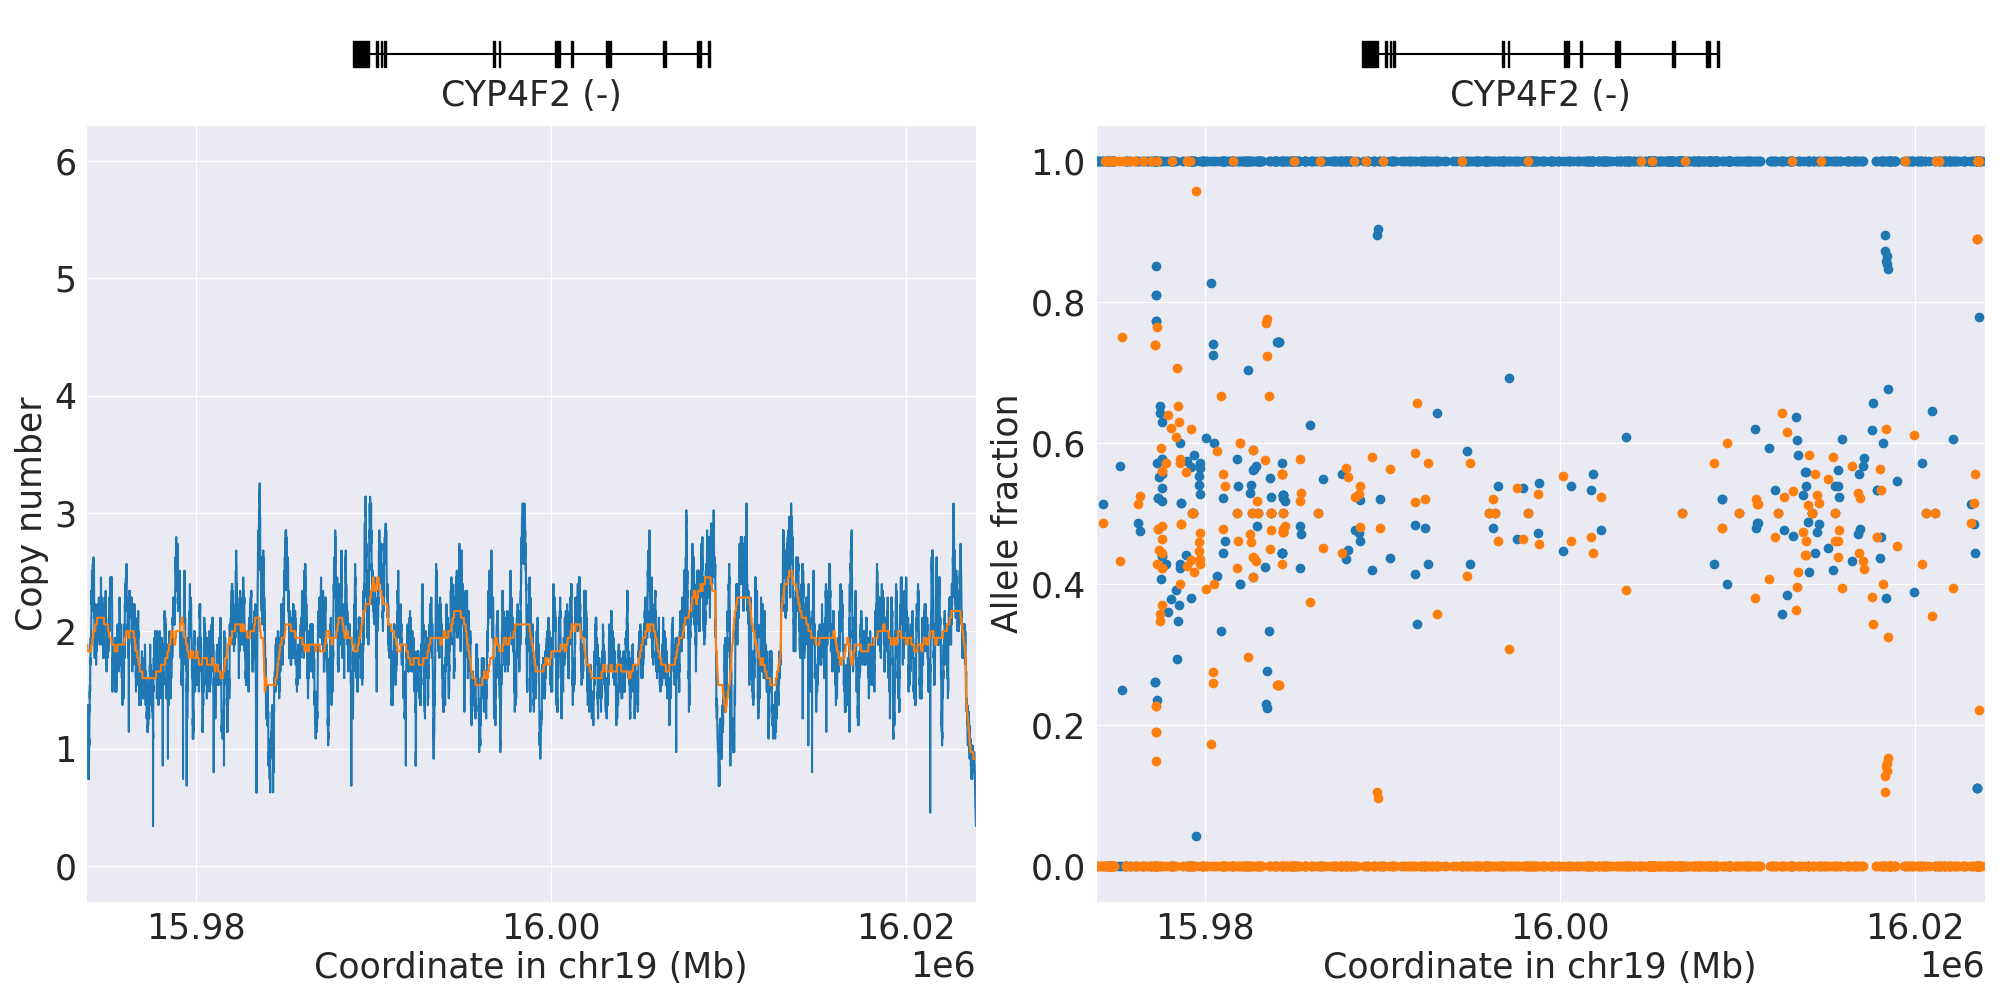 CYP4F2 (-)
Copy number
6
5
4
3
2
1
0
15.98
16.00
16.02
Coordinate in chr19 (Mb)
1e6
CYP4F2 (-)
Allele fraction
1.0
0.8
0.6
0.4
0.2
0.0
15.98
16.00
16.02
Coordinate in chr19 (Mb)
1e6